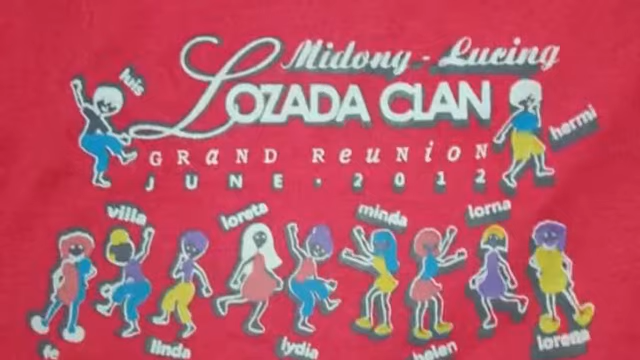 Midong - Lucing
luis
LOZADA CLAN
hermi
GRaND ReUNioN
JUNE · 2012
villa
loreta
minda
lorna
fe
linda
lydia
helen
lorena